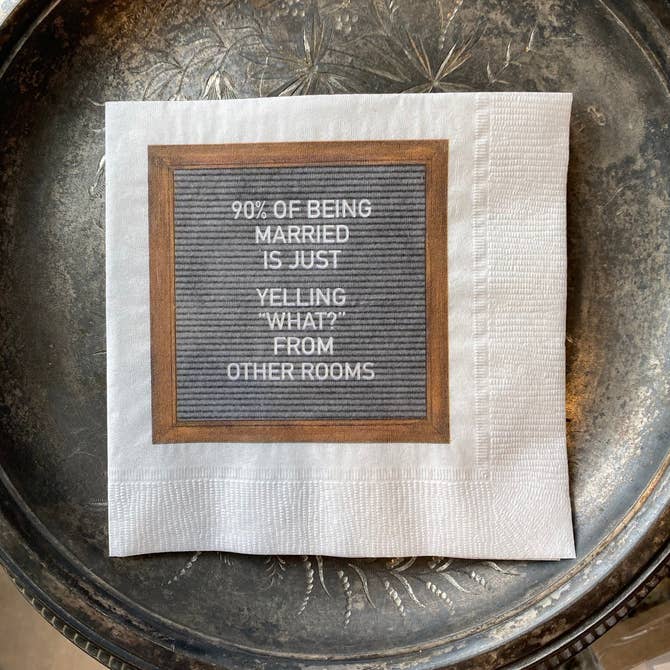 90% OF BEING
MARRIED
IS JUST
YELLING
"WHAT?"
FROM
OTHER ROOMS